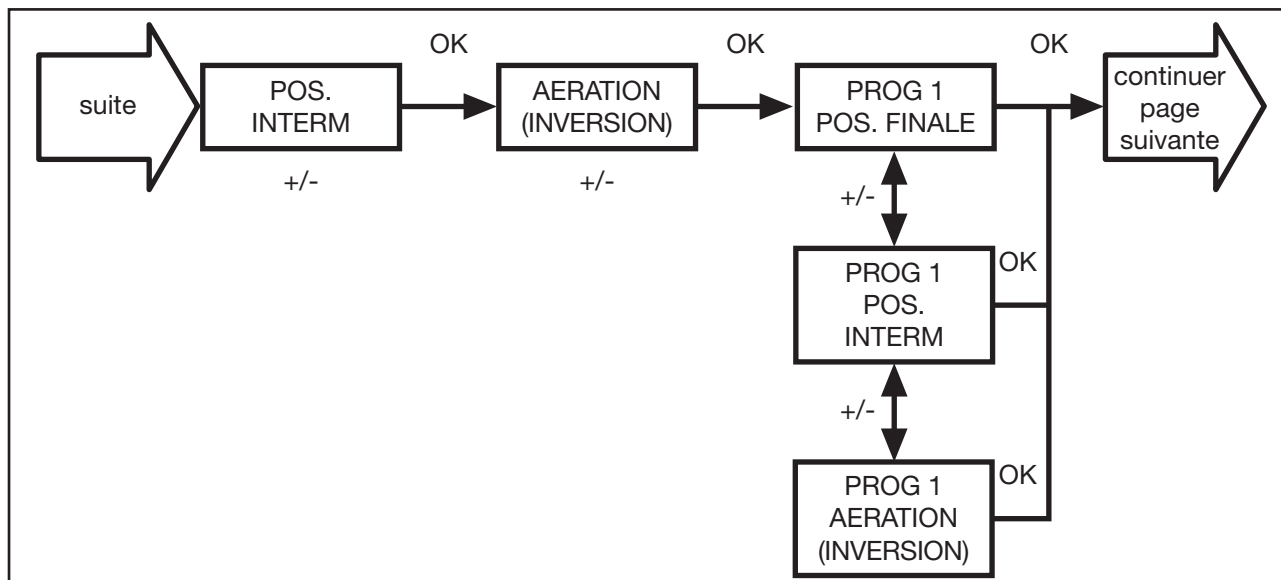 suite
POS.
INTERM
+/-
OK
AERATION
(INVERSION)
+/-
OK
PROG 1
POS. FINALE
OK
continuer
page
suivante
+/-
PROG 1
POS.
INTERM
OK
+/-
PROG 1
AERATION
(INVERSION)
OK